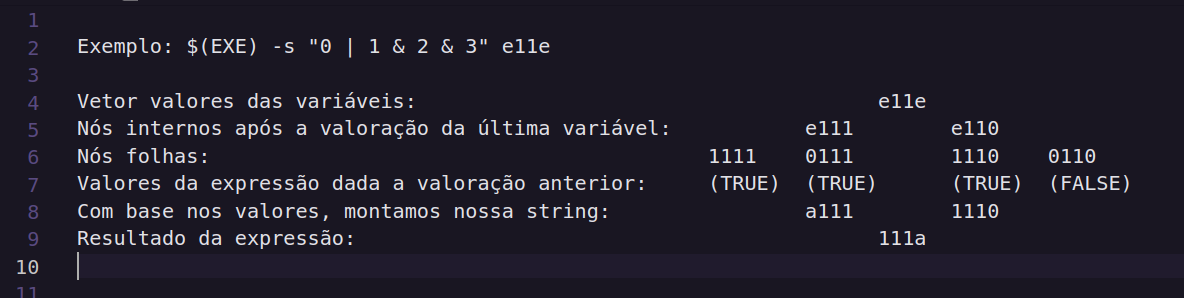 1
2 Exemplo: $(EXE) -s "0 | 1 & 2 & 3" e11e
3
4 Vetor valores das variáveis: e11e
5 Nós internos após a valoração da última variável: e111 e110
6 Nós folhas: 1111 0111 1110 0110
7 Valores da expressão dada a valoração anterior: (TRUE) (TRUE) (TRUE) (FALSE)
8 Com base nos valores, montamos nossa string: a111 1110
9 Resultado da expressão: 111a
10
11